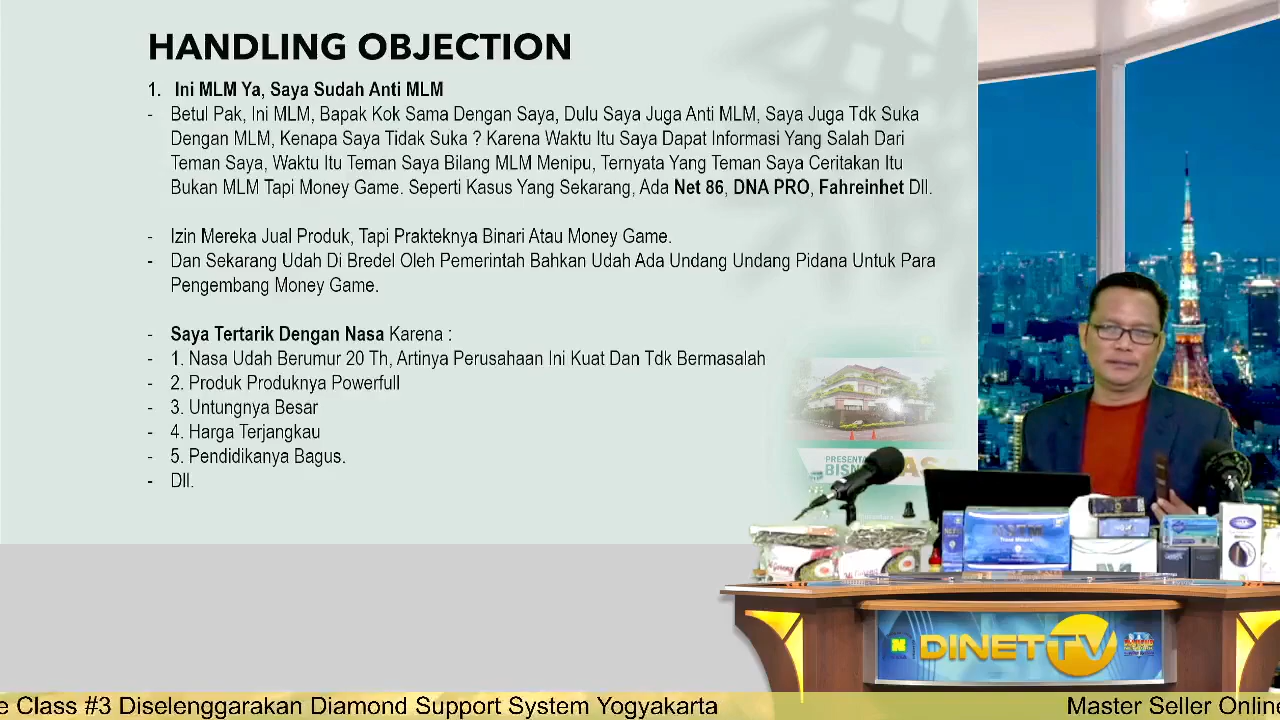 HANDLING OBJECTION
1. Ini MLM Ya, Saya Sudah Anti MLM
- Betul Pak, Ini MLM, Bapak Kok Sama Dengan Saya, Dulu Saya Juga Anti MLM, Saya Juga Tdk Suka
Dengan MLM, Kenapa Saya Tidak Suka ? Karena Waktu Itu Saya Dapat Informasi Yang Salah Dari
Teman Saya, Waktu Itu Teman Saya Bilang MLM Menipu, Ternyata Yang Teman Saya Ceritakan Itu
Bukan MLM Tapi Money Game. Seperti Kasus Yang Sekarang, Ada Net 86, DNA PRO, Fahreinhet Dll.
- Izin Mereka Jual Produk, Tapi Prakteknya Binari Atau Money Game.
- Dan Sekarang Udah Di Bredel Oleh Pemerintah Bahkan Udah Ada Undang Undang Pidana Untuk Para
Pengembang Money Game.
- Saya Tertarik Dengan Nasa Karena :
- 1. Nasa Udah Berumur 20 Th, Artinya Perusahaan Ini Kuat Dan Tdk Bermasalah
- 2. Produk Produknya Powerfull
- 3. Untungnya Besar
- 4. Harga Terjangkau
- 5. Pendidikanya Bagus.
- Dll.
DINET TV
e Class #3 Diselenggarakan Diamond Support System Yogyakarta
Master Seller Online